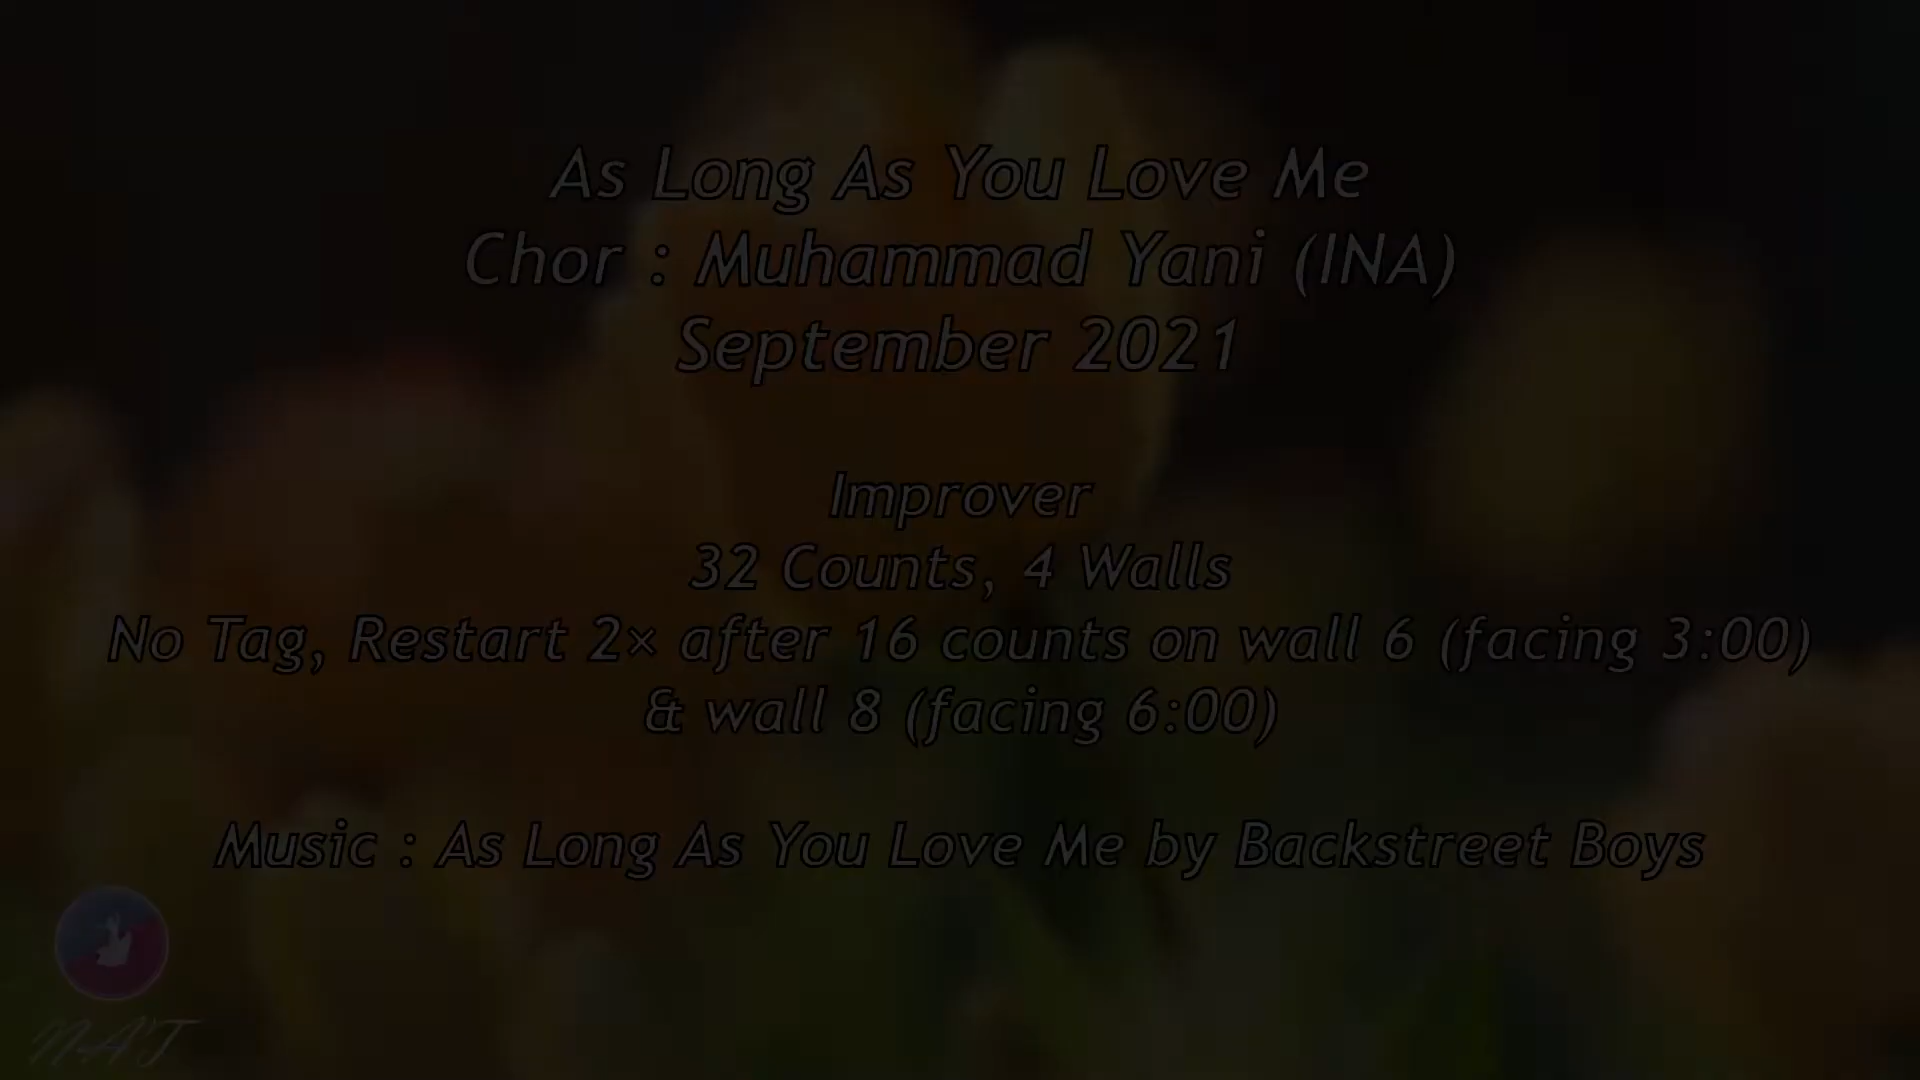 As Long As You Love Me
Chor : Muhammad Yani (INA)
September 2021
Improver
32 Counts, 4 Walls
No Tag, Restart 2× after 16 counts on wall 6 (facing 3:00)
& wall 8 (facing 6:00)
Music : As Long As You Love Me by Backstreet Boys
NAT